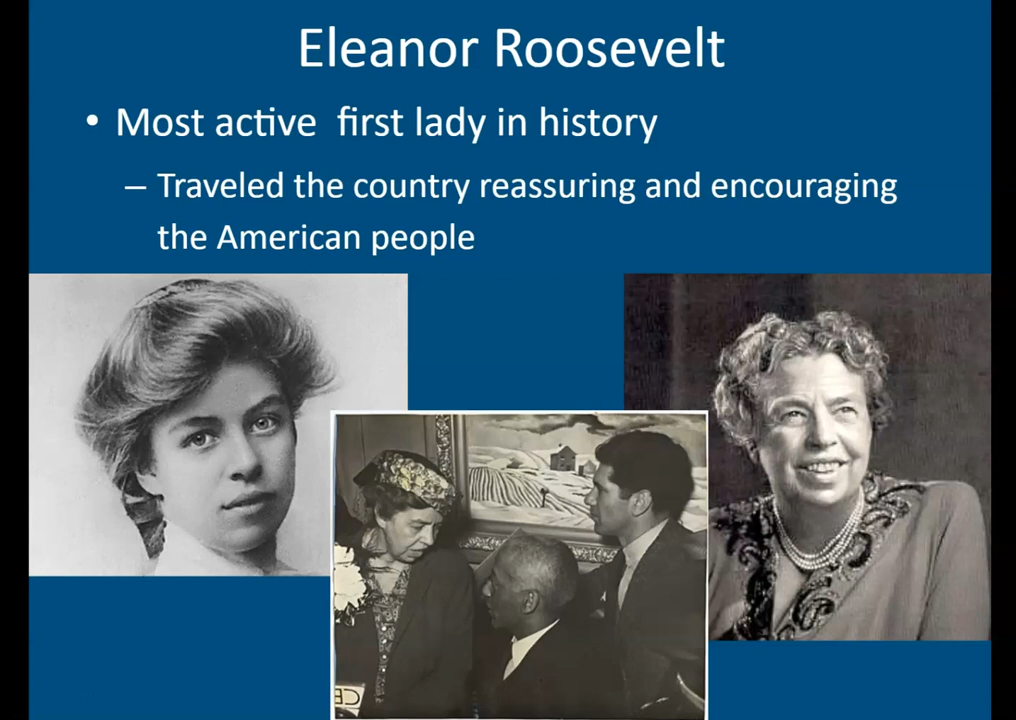 Eleanor Roosevelt
• Most active  first lady in history
– Traveled the country reassuring and encouraging
the American people